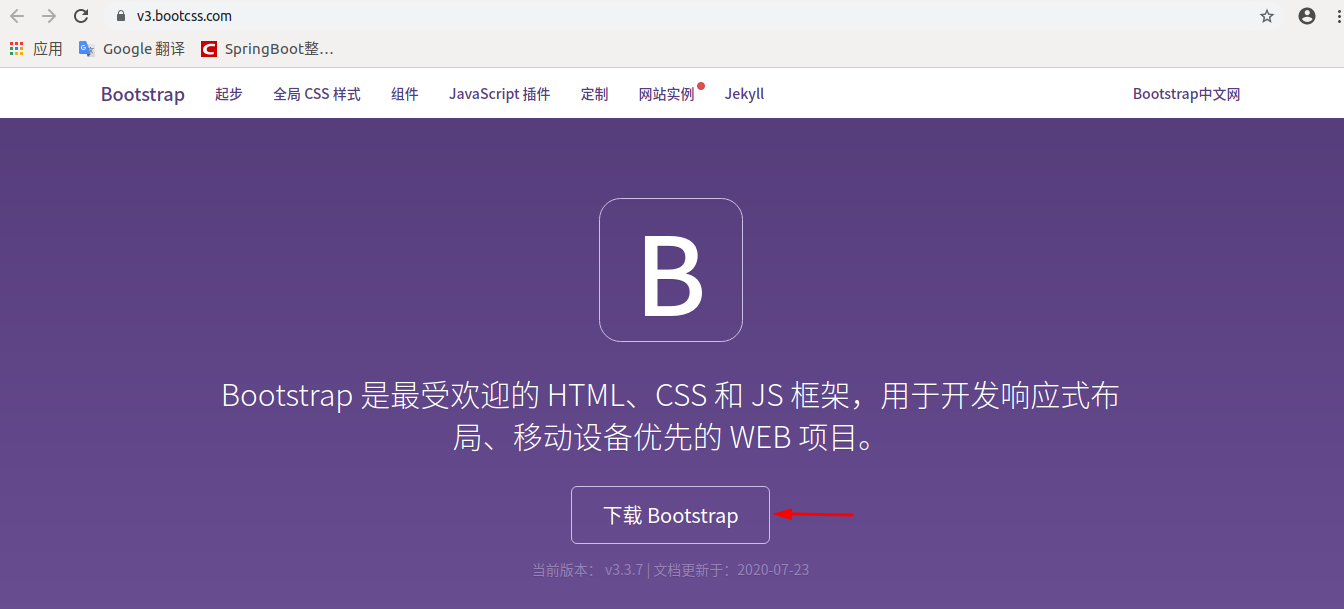 v3.bootcss.com
应用 Google 翻译 SpringBoot整…
Bootstrap 起步 全局 CSS 样式 组件 JavaScript 插件 定制 网站实例 Jekyll Bootstrap中文网
B
Bootstrap 是最受欢迎的 HTML、CSS 和 JS 框架，用于开发响应式布
局、移动设备优先的 WEB 项目。
下载 Bootstrap
当前版本： v3.3.7 | 文档更新于：2020-07-23